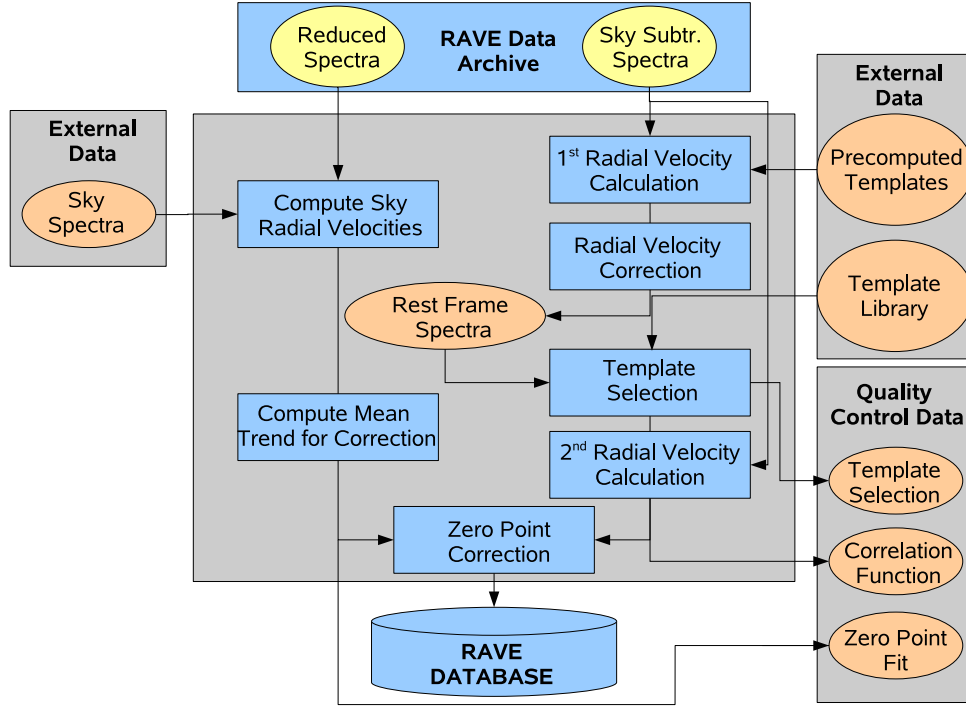 Reduced
Spectra
RAVE Data
Archive
Sky Subtr.
Spectra
External
Data
Sky
Spectra
External
Data
Precomputed
Templates
Template
Library
1st Radial Velocity
Calculation
Compute Sky
Radial Velocities
Radial Velocity
Correction
Rest Frame
Spectra
Template
Selection
Compute Mean
Trend for Correction
2nd Radial Velocity
Calculation
Zero Point
Correction
RAVE
DATABASE
Quality
Control Data
Template
Selection
Correlation
Function
Zero Point
Fit